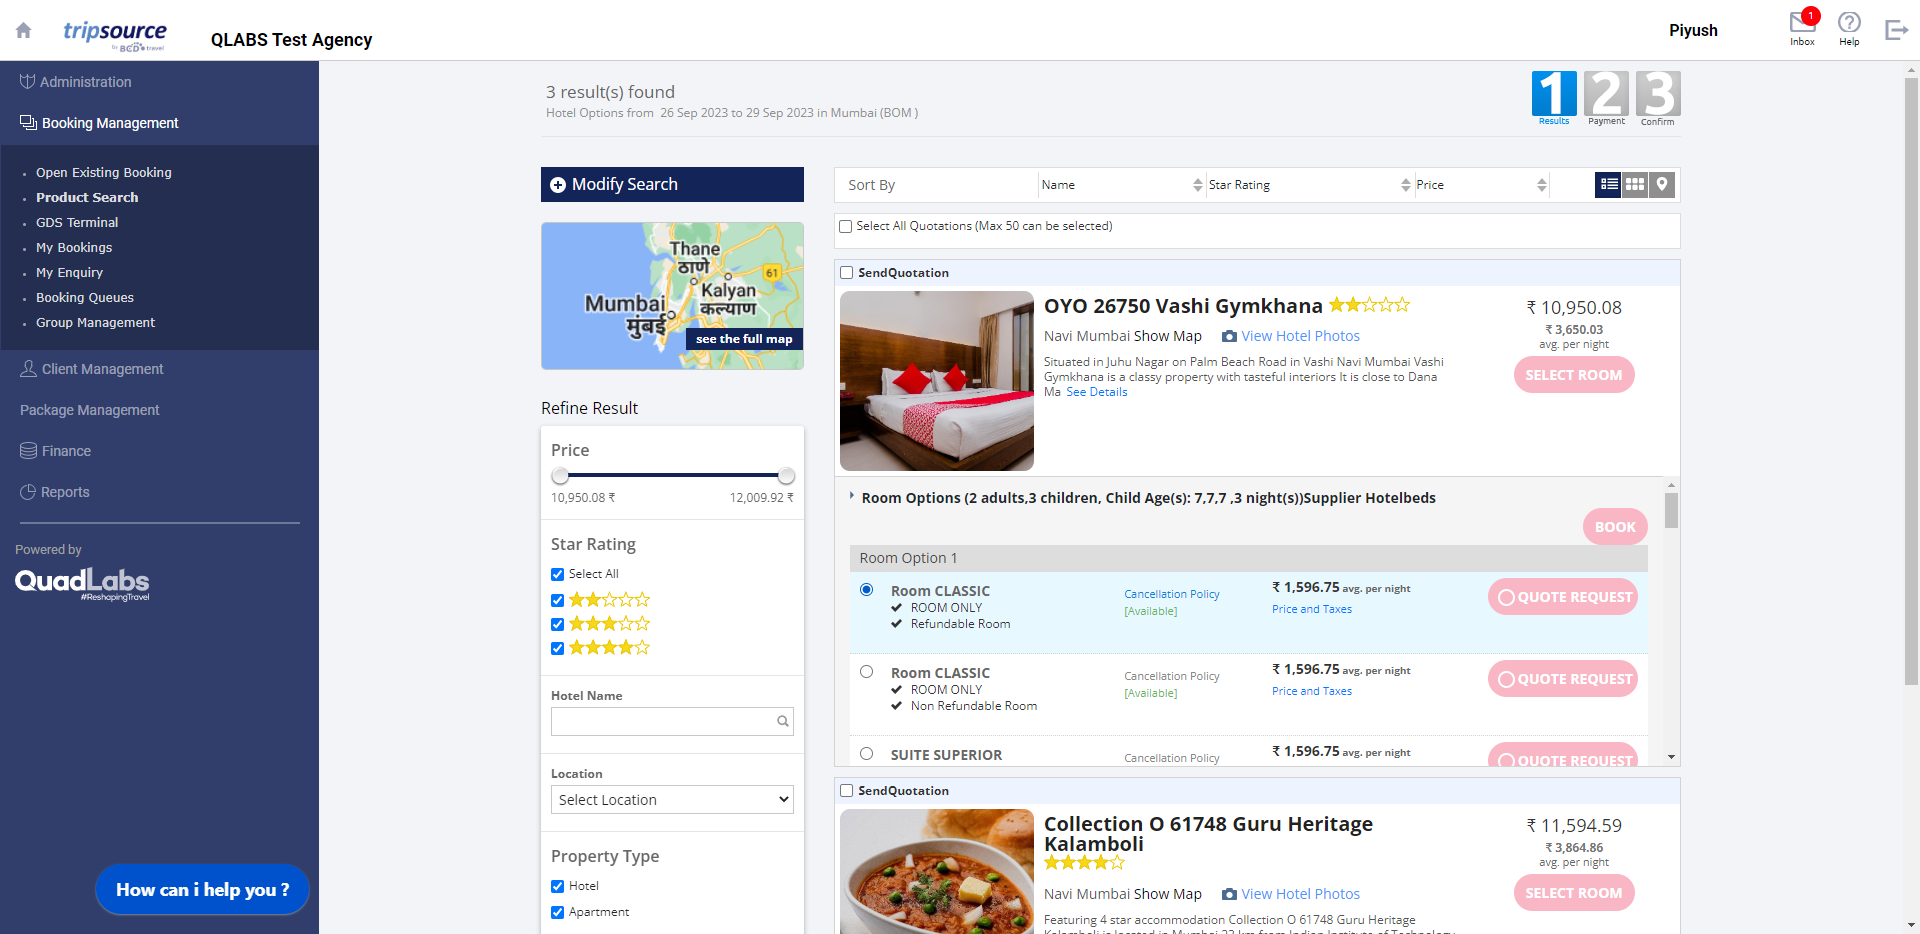 tripsource
by BCD travel
QLABS Test Agency
Piyush
1
Inbox
Help
Administration
Booking Management
Open Existing Booking
Product Search
GDS Terminal
My Bookings
My Enquiry
Booking Queues
Group Management
Client Management
Package Management
Finance
Reports
Powered by
QuadLabs
#ReshapingTravel
How can i help you ?
3 result(s) found
Hotel Options from 26 Sep 2023 to 29 Sep 2023 in Mumbai (BOM )
1 Results
2 Payment
3 Confirm
Modify Search
Thane
ठाणे
61
Kalyan
कल्याण
Mumbai
मुंबई
see the full map
Refine Result
Price
10,950.08 ₹ 12,009.92 ₹
Star Rating
Select All
Hotel Name
Location
Select Location
Property Type
Hotel
Apartment
Sort By Name Star Rating Price
Select All Quotations (Max 50 can be selected)
SendQuotation
OYO 26750 Vashi Gymkhana
Navi Mumbai Show Map View Hotel Photos
Situated in Juhu Nagar on Palm Beach Road in Vashi Navi Mumbai Vashi
Gymkhana is a classy property with tasteful interiors It is close to Dana
Ma See Details
₹ 10,950.08
₹ 3,650.03
avg. per night
SELECT ROOM
Room Options (2 adults,3 children, Child Age(s): 7,7,7 ,3 night(s))Supplier Hotelbeds
BOOK
Room Option 1
Room CLASSIC
ROOM ONLY
Refundable Room
Cancellation Policy
[Available]
₹ 1,596.75 avg. per night
Price and Taxes
QUOTE REQUEST
Room CLASSIC
ROOM ONLY
Non Refundable Room
Cancellation Policy
[Available]
₹ 1,596.75 avg. per night
Price and Taxes
QUOTE REQUEST
SUITE SUPERIOR
Cancellation Policy
₹ 1,596.75 avg. per night
QUOTE REQUEST
SendQuotation
Collection O 61748 Guru Heritage
Kalamboli
Navi Mumbai Show Map View Hotel Photos
Featuring 4 star accommodation Collection O 61748 Guru Heritage
Kalamboli is located in Mumbai 22 km from Indian Institute of Technology
₹ 11,594.59
₹ 3,864.86
avg. per night
SELECT ROOM